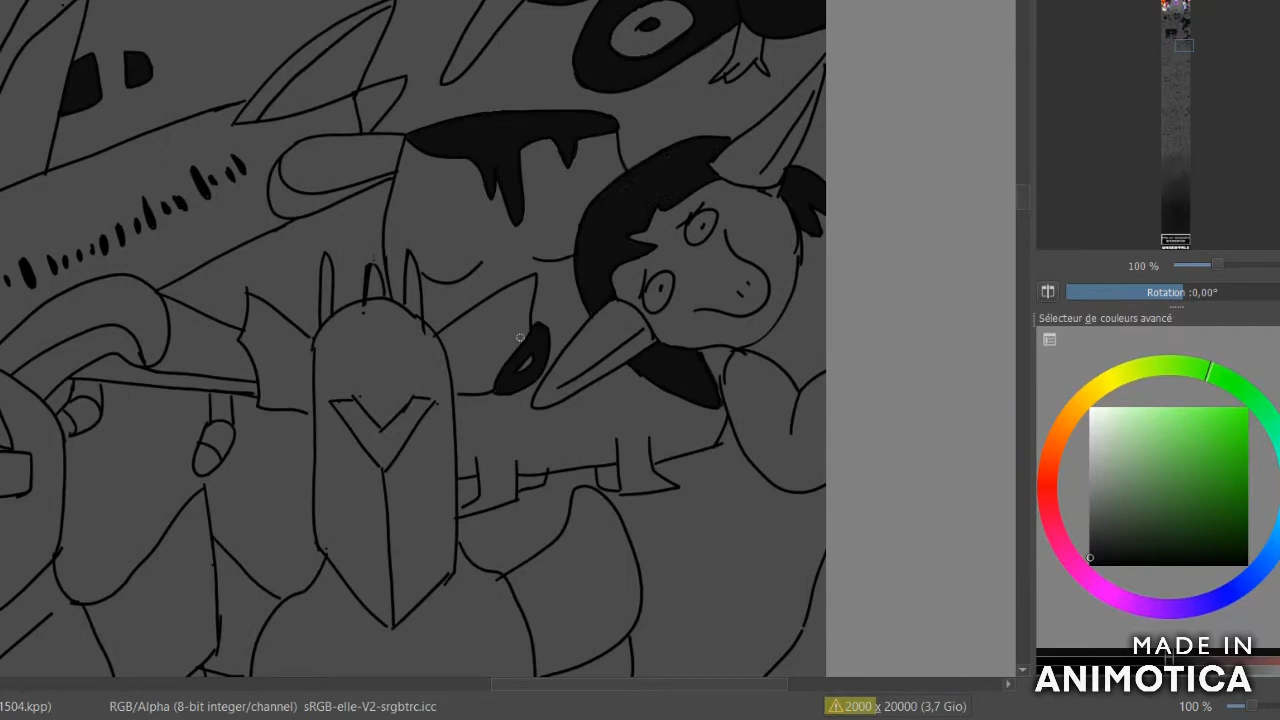 100 %
Rotation :0,00°
Sélecteur de couleurs avancé
MADE IN
ANIMOTICA
1504.kpp)
RGB/Alpha (8-bit integer/channel)  sRGB-elle-V2-srgbtrc.icc
2000 x 20000 (3,7 Gio)
100 %